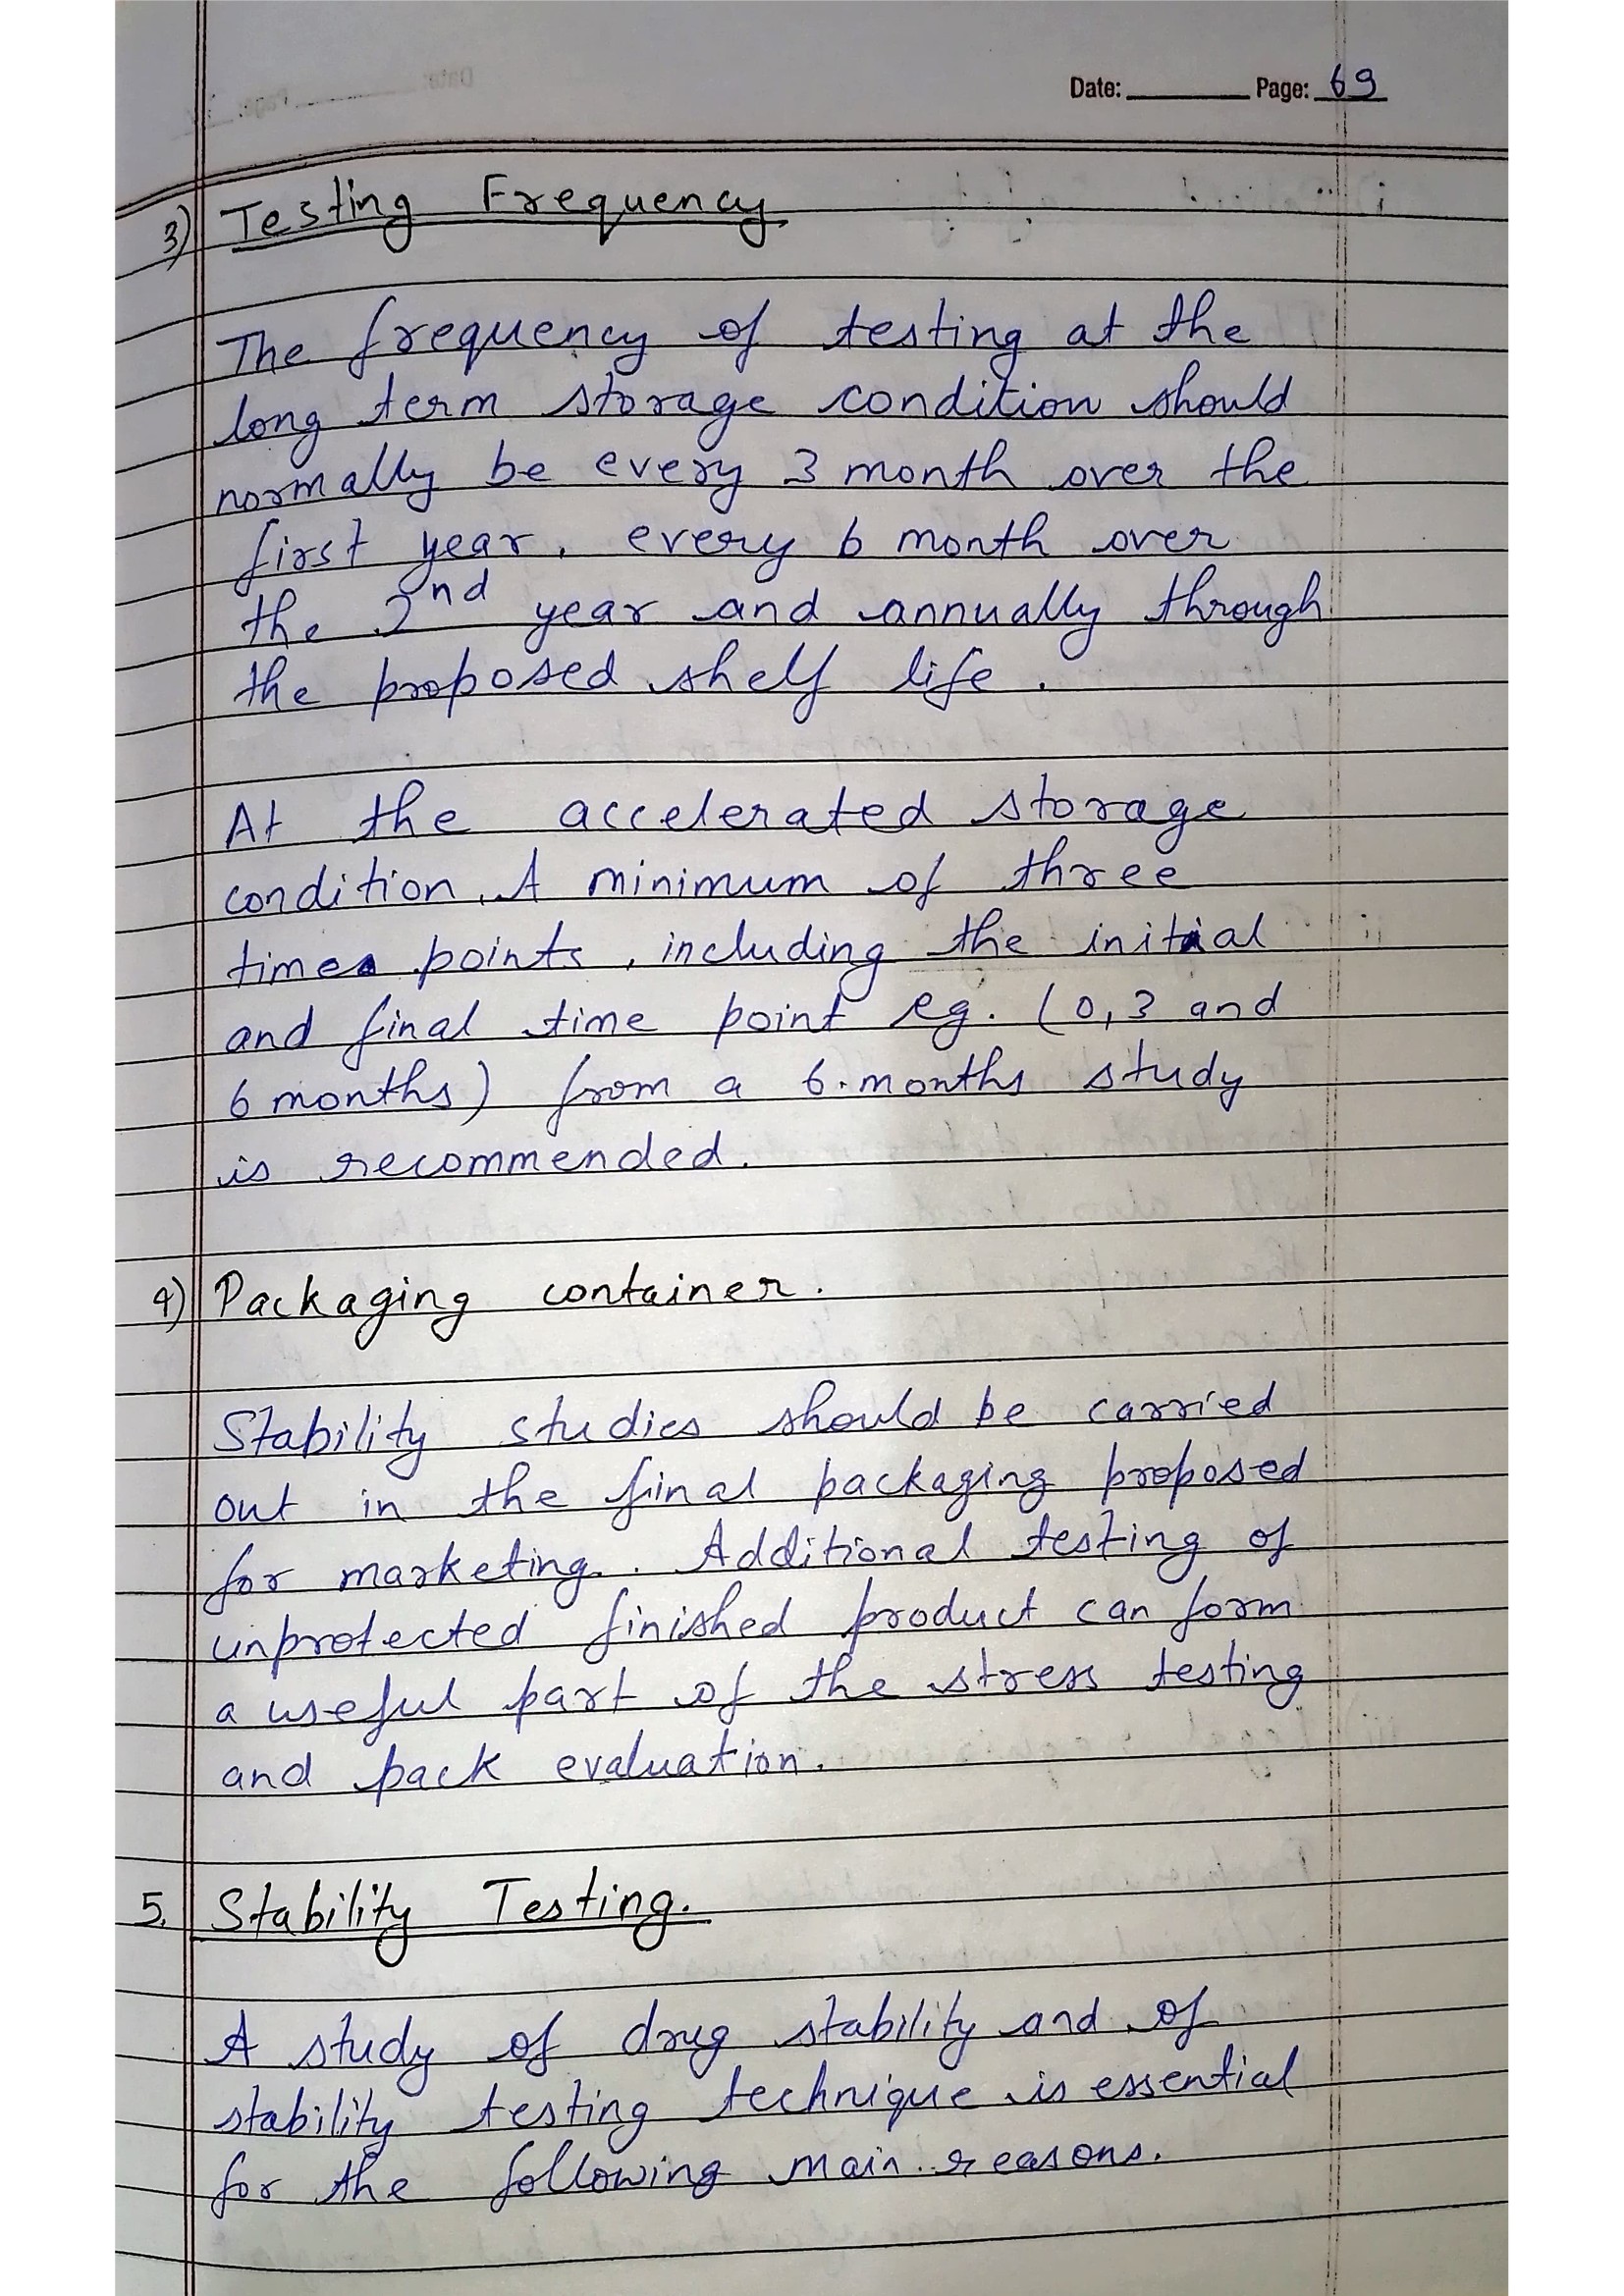 Date: Page: 69
3) Testing Frequency.
The frequency of testing at the
long term storage condition should
normally be every 3 month over the
first year, every 6 month over
the 2nd year and annually through
the proposed shelf life.
At the accelerated storage
condition, A minimum of three
times points, including the initial
and final time point eg. (0,3 and
6 months) from a 6.months study
is recommended.
4) Packaging container.
Stability studies should be carried
out in the final packaging proposed
for marketing. Additional testing of
unprotected finished product can form
a useful part of the stress testing
and pack evaluation.
5. Stability Testing.
A study of drug stability and of
stability testing technique is essential
for the following main reasons.